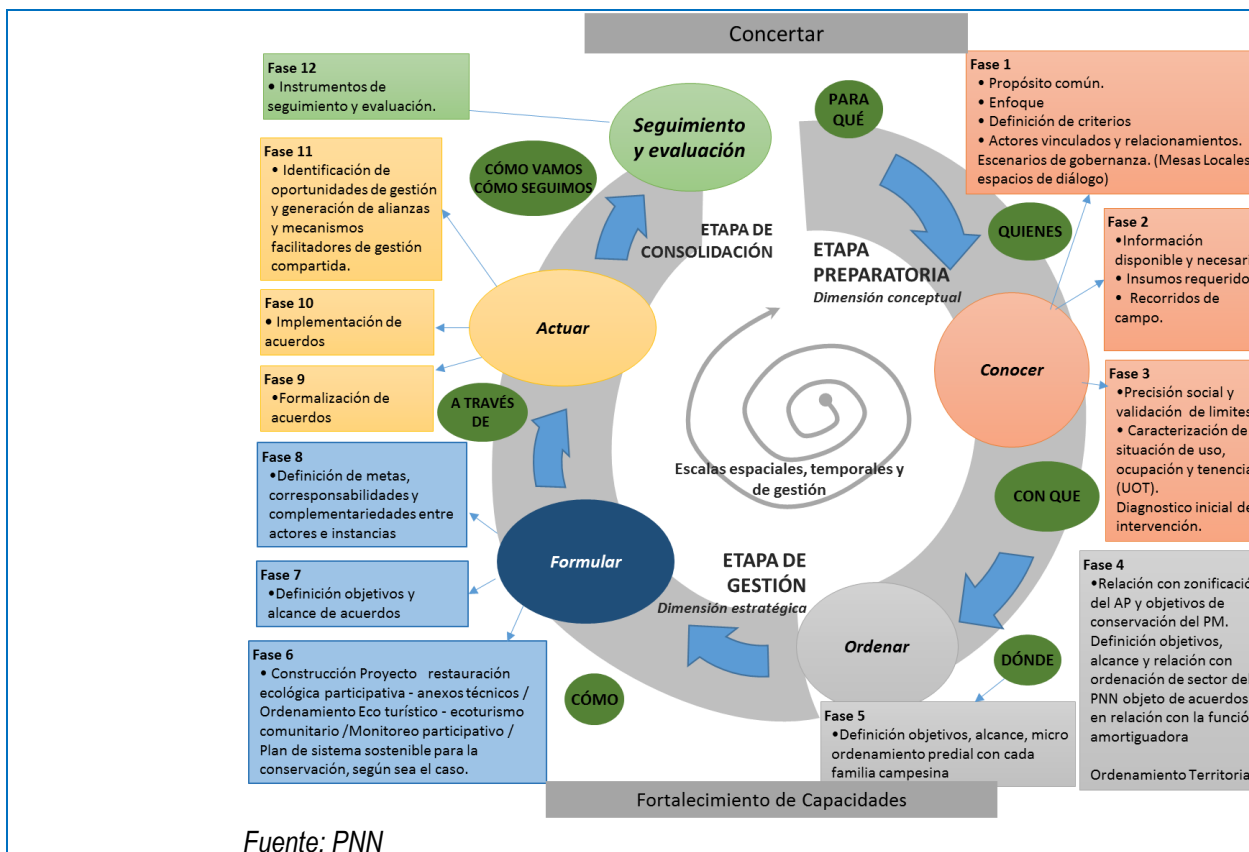 Concertar
Fase 12
• Instrumentos de
seguimiento y evaluación.
Seguimiento
y evaluación
PARA
QUÉ
Fase 1
• Propósito común.
• Enfoque
• Definición de criterios
• Actores vinculados y relacionamientos.
Escenarios de gobernanza. (Mesas Locales
espacios de diálogo)
Fase 11
• Identificación de
oportunidades de gestión
y generación de alianzas
y mecanismos
facilitadores de gestión
compartida.
CÓMO VAMOS
CÓMO SEGUIMOS
ETAPA DE
CONSOLIDACIÓN
ETAPA
PREPARATORIA
Dimensión conceptual
QUIENES
Fase 2
•Información
disponible y necesari
• Insumos requerido
• Recorridos de
campo.
Fase 10
• Implementación de
acuerdos
Actuar
Conocer
Fase 9
•Formalización de
acuerdos
A TRAVÉS
DE
Fase 3
•Precisión social y
validación de limites
• Caracterización de
situación de uso,
ocupación y tenencia
(UOT).
Diagnostico inicial de
intervención.
Fase 8
•Definición de metas,
corresponsabilidades y
complementariedades entre
actores e instancias
Escalas espaciales, temporales y
de gestión
CON QUE
Fase 7
•Definición objetivos y
alcance de acuerdos
Formular
ETAPA DE
GESTIÓN
Dimensión estratégica
Ordenar
DÓNDE
Fase 4
•Relación con zonificació
del AP y objetivos de
conservación del PM.
Definición objetivos,
alcance y relación con
ordenación de sector del
PNN objeto de acuerdos
en relación con la funció
amortiguadora
Ordenamiento Territoria
Fase 6
• Construcción Proyecto restauración
ecológica participativa - anexos técnicos /
Ordenamiento Eco turístico - ecoturismo
comunitario /Monitoreo participativo /
Plan de sistema sostenible para la
conservación, según sea el caso.
CÓMO
Fase 5
•Definición objetivos, alcance, micro
ordenamiento predial con cada
familia campesina
Fortalecimiento de Capacidades
Fuente: PNN